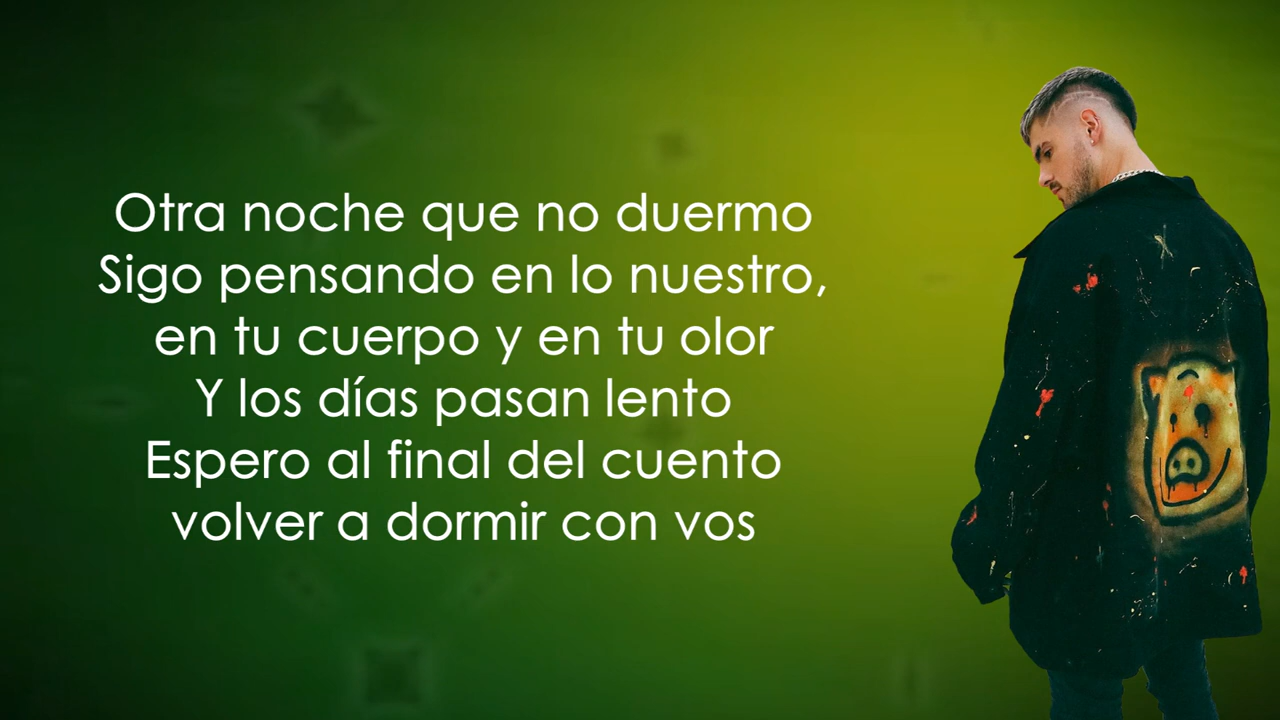 Otra noche que no duermo
Sigo pensando en lo nuestro,
en tu cuerpo y en tu olor
Y los días pasan lento
Espero al final del cuento
volver a dormir con vos